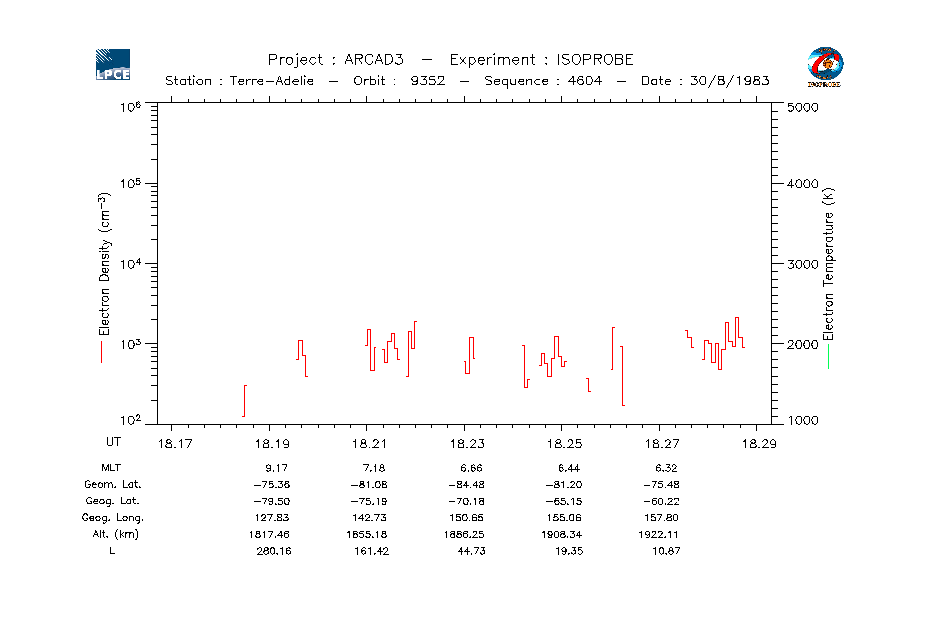 LPCE
Project : ARCAD3 — Experiment : ISOPROBE
ISOPROBE
Station : Terre-Adelie — Orbit : 9352 — Sequence : 4604 — Date : 30/8/1983
10⁶ 5000
10⁵ 4000
10⁴ 3000
10³ 2000
10² 1000
Electron Density (cm⁻³)
Electron Temperature (K)
UT 18.17 18.19 18.21 18.23 18.25 18.27 18.29
MLT 9.17 7.18 6.66 6.44 6.32
Geom. Lat. −75.36 −81.08 −84.48 −81.20 −75.48
Geog. Lat. −79.50 −75.19 −70.18 −65.15 −60.22
Geog. Long. 127.83 142.73 150.65 155.06 157.80
Alt. (km) 1817.46 1855.18 1886.25 1908.34 1922.11
L 280.16 161.42 44.73 19.35 10.87